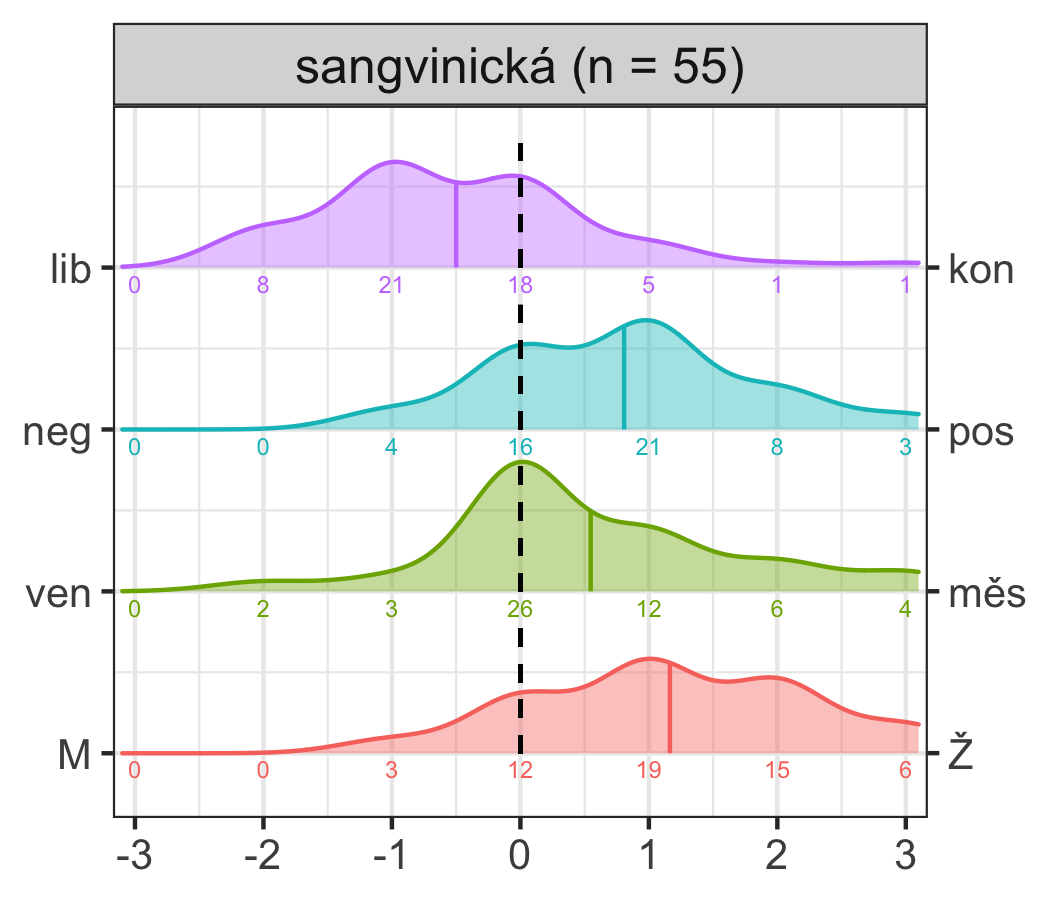 sangvinická (n = 55)
lib kon
0 8 21 18 5 1 1
neg pos
0 0 4 16 21 8 3
ven měs
0 2 3 26 12 6 4
M Ž
0 0 3 12 19 15 6
-3 -2 -1 0 1 2 3